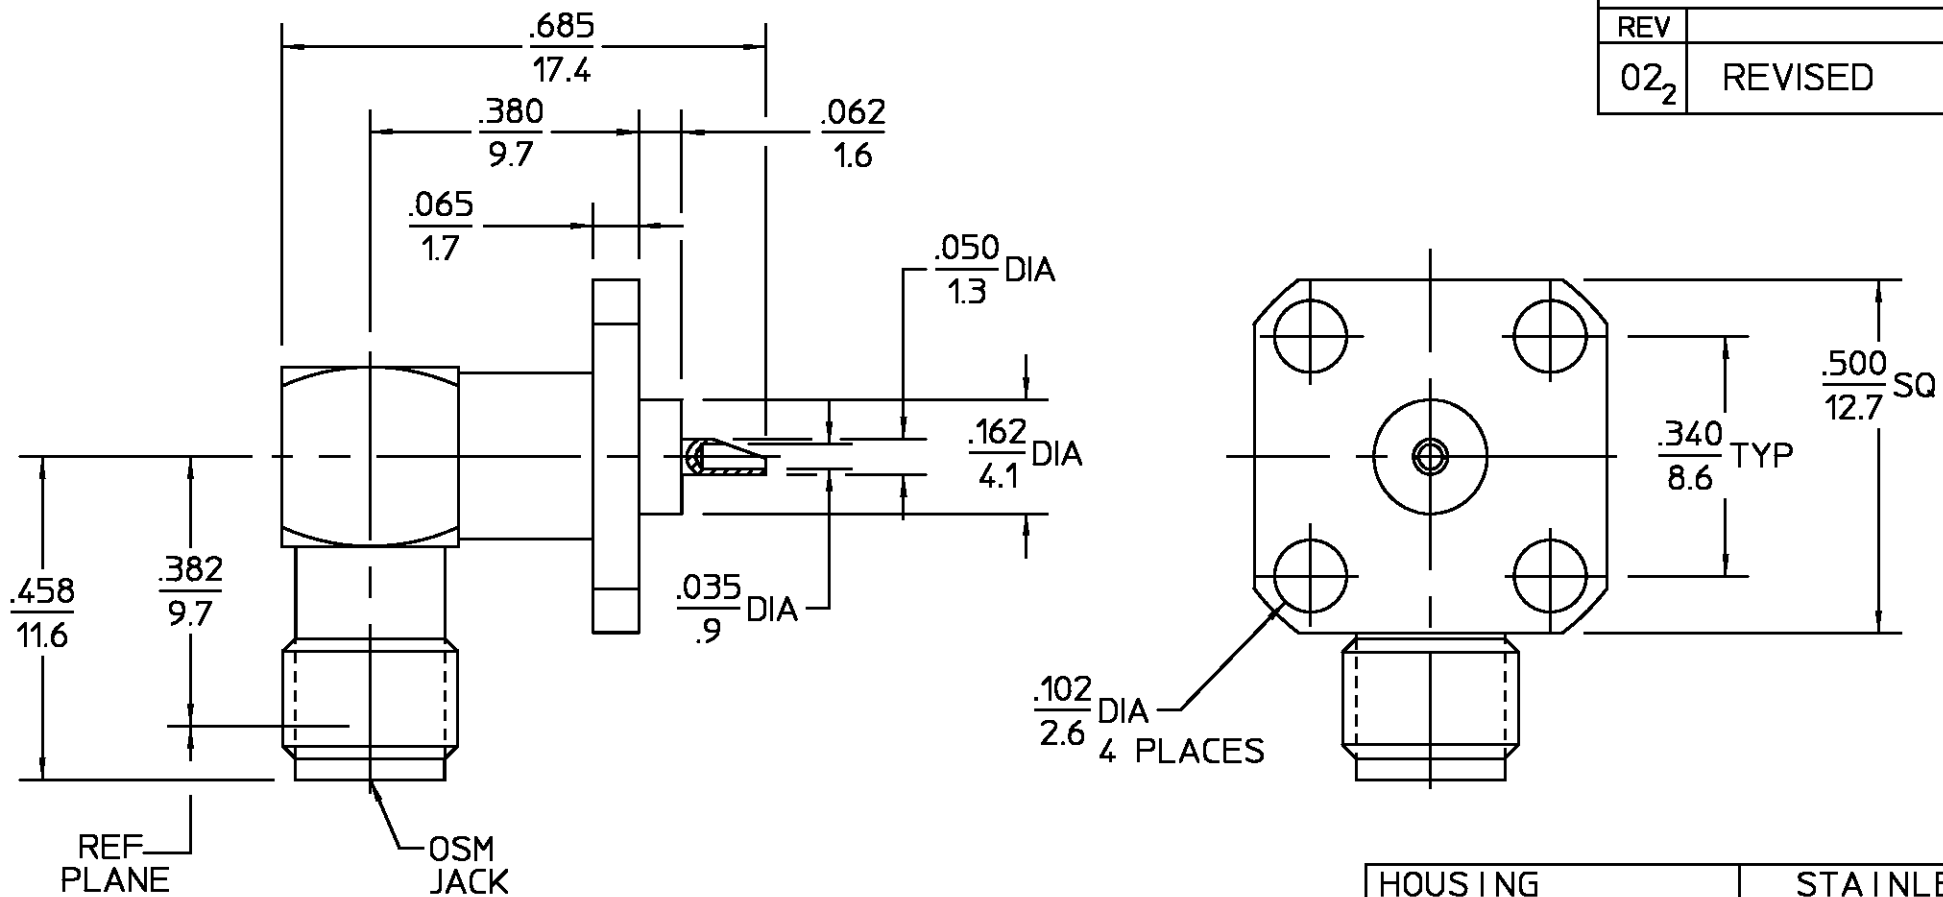 .685
17.4
.380
9.7
.062
1.6
.065
1.7
.050 DIA
1.3
.162 DIA
4.1
.035 DIA
.9
.458
11.6
.382
9.7
REF
PLANE
OSM
JACK
REV
02₂ REVISED
.500 SQ
12.7
.340 TYP
8.6
.102 DIA
2.6
4 PLACES
HOUSING